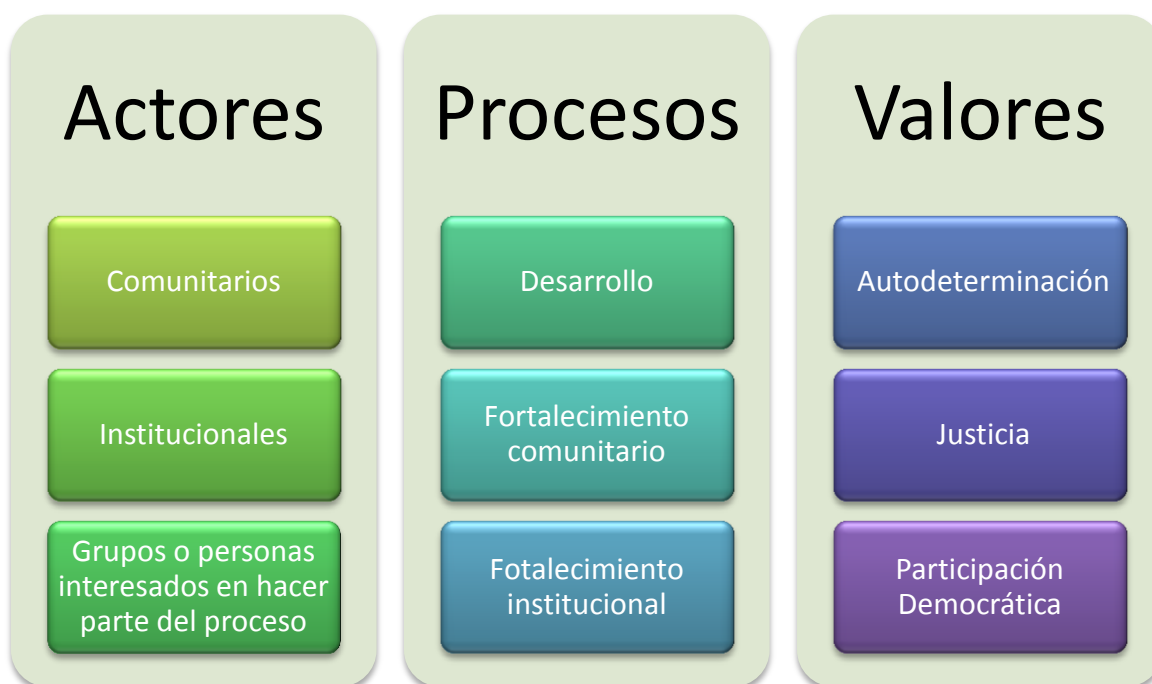 Actores
Comunitarios
Institucionales
Grupos o personas
interesados en hacer
parte del proceso
Procesos
Desarrollo
Fortalecimiento
comunitario
Fotalecimiento
institucional
Valores
Autodeterminación
Justicia
Participación
Democrática